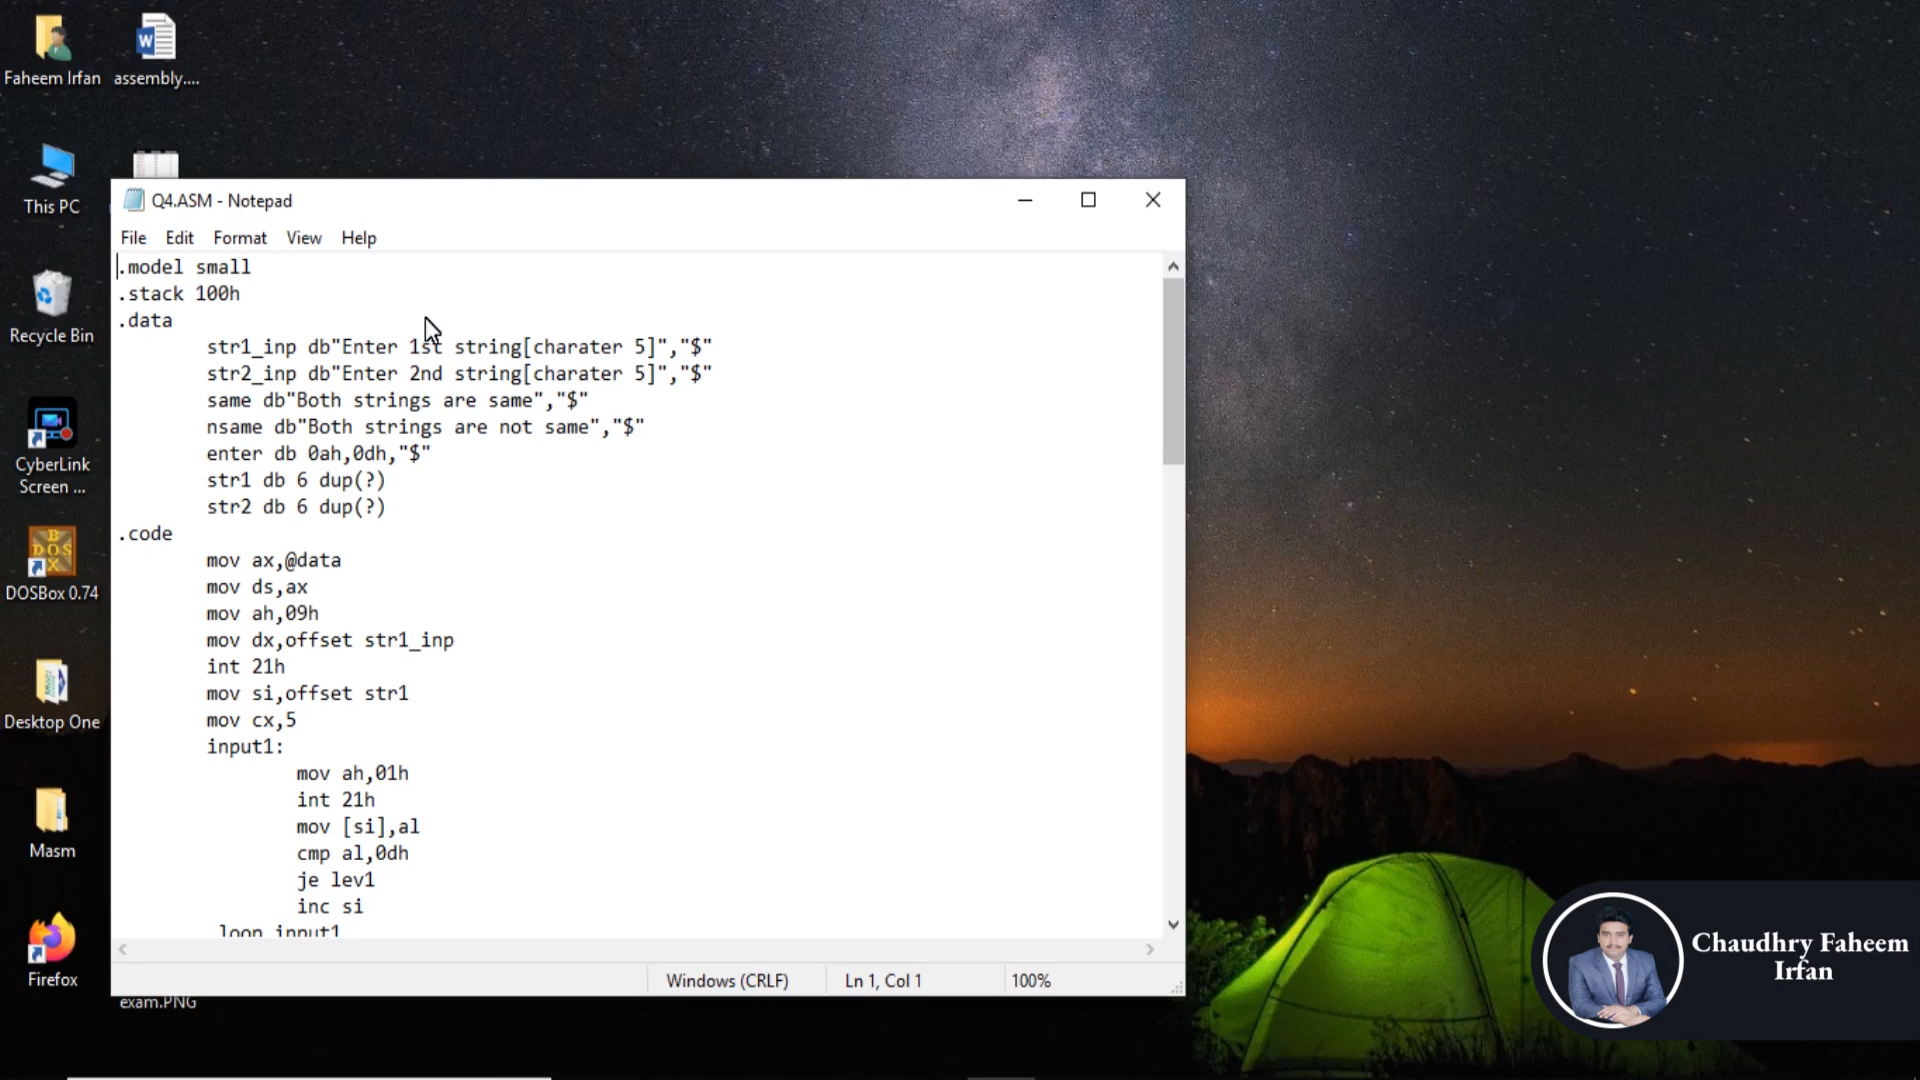 Faheem Irfan
assembly....
This PC
Recycle Bin
CyberLink
Screen ...
DOSBox 0.74
Desktop One
Masm
Firefox
exam.PNG
Q4.ASM - Notepad
File Edit Format View Help
.model small
.stack 100h
.data
str1_inp db"Enter 1st string[charater 5]","$"
str2_inp db"Enter 2nd string[charater 5]","$"
same db"Both strings are same","$"
nsame db"Both strings are not same","$"
enter db 0ah,0dh,"$"
str1 db 6 dup(?)
str2 db 6 dup(?)
.code
mov ax,@data
mov ds,ax
mov ah,09h
mov dx,offset str1_inp
int 21h
mov si,offset str1
mov cx,5
input1:
mov ah,01h
int 21h
mov [si],al
cmp al,0dh
je lev1
inc si
loop input1
Windows (CRLF) Ln 1, Col 1 100%
Chaudhry Faheem
Irfan